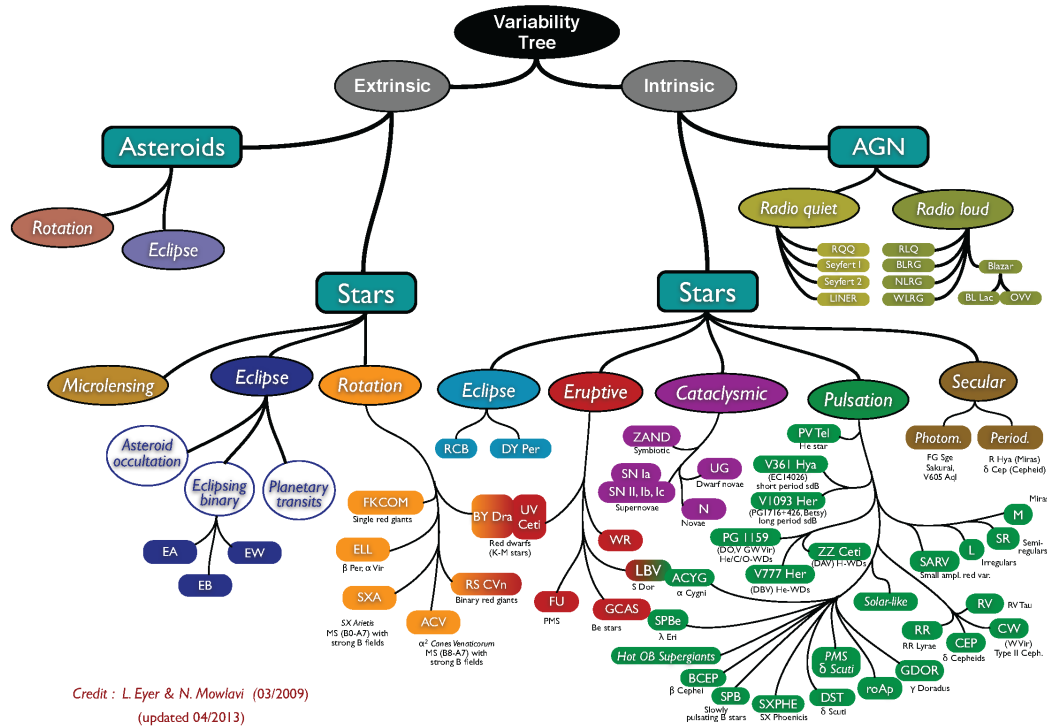 Variability
Tree
Extrinsic
Intrinsic
Asteroids
AGN
Rotation
Eclipse
Radio quiet
Radio loud
RQQ
Seyfert 1
Seyfert 2
LINER
RLQ
BLRG
NLRG
WLRG
Blazar
BL Lac
OVV
Stars
Stars
Microlensing
Eclipse
Rotation
Eclipse
Eruptive
Cataclysmic
Pulsation
Secular
Asteroid
occultation
Eclipsing
binary
Planetary
transits
EA
EB
EW
FKCOM
Single red giants
ELL
β Per, α Vir
SXA
SX Arietis
MS (B0-A7) with
strong B fields
ACV
α² Canes Venaticorum
MS (B8-A7) with
strong B fields
RS CVn
Binary red giants
BY Dra
UV
Ceti
Red dwarfs
(K-M stars)
RCB
DY Per
WR
LBV
S Dor
FU
PMS
GCAS
Be stars
ZAND
Symbiotic
SN Ia
SN II, Ib, Ic
Supernovae
UG
Dwarf novae
N
Novae
PV Tel
He star
V361 Hya
(EC14026)
short period sdB
V1093 Her
(PG1716+426, Betsy)
long period sdB
PG 1159
(DO,V GW Vir)
He/C/O-WDs
ZZ Ceti
(DAV) H-WDs
V777 Her
(DBV) He-WDs
ACYG
α Cygni
SPBe
λ Eri
Hot OB Supergiants
BCEP
β Cephei
SPB
Slowly
pulsating B stars
SXPHE
SX Phoenicis
PMS
δ Scuti
DST
δ Scuti
roAp
GDOR
γ Doradus
Solar-like
Photom.
FG Sge
Sakurai,
V605 Aql
Period.
R Hya (Miras)
δ Cep (Cepheid)
Miras
M
SR
Semi-
regulars
L
Irregulars
SARV
Small ampl. red var.
RV
RV Tau
RR
RR Lyrae
CW
(W Vir)
Type II Ceph.
CEP
δ Cepheids
Credit : L. Eyer & N. Mowlavi (03/2009)
(updated 04/2013)